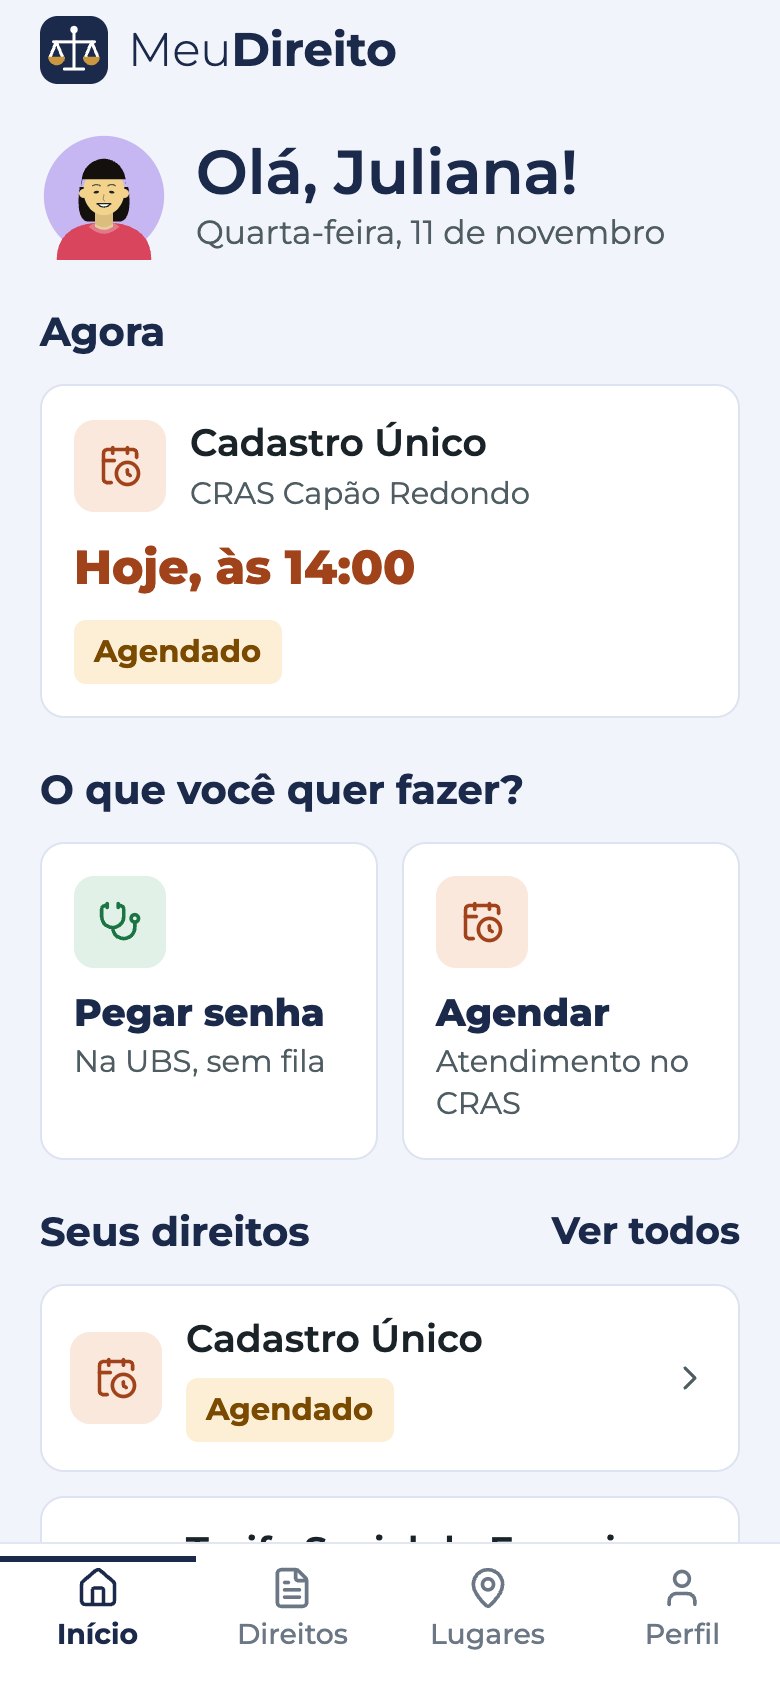 MeuDireito
Olá, Juliana!
Quarta-feira, 11 de novembro
Agora
Cadastro Único
CRAS Capão Redondo
Hoje, às 14:00
Agendado
O que você quer fazer?
Pegar senha
Na UBS, sem fila
Agendar
Atendimento no
CRAS
Seus direitos
Ver todos
Cadastro Único
Agendado
Início
Direitos
Lugares
Perfil